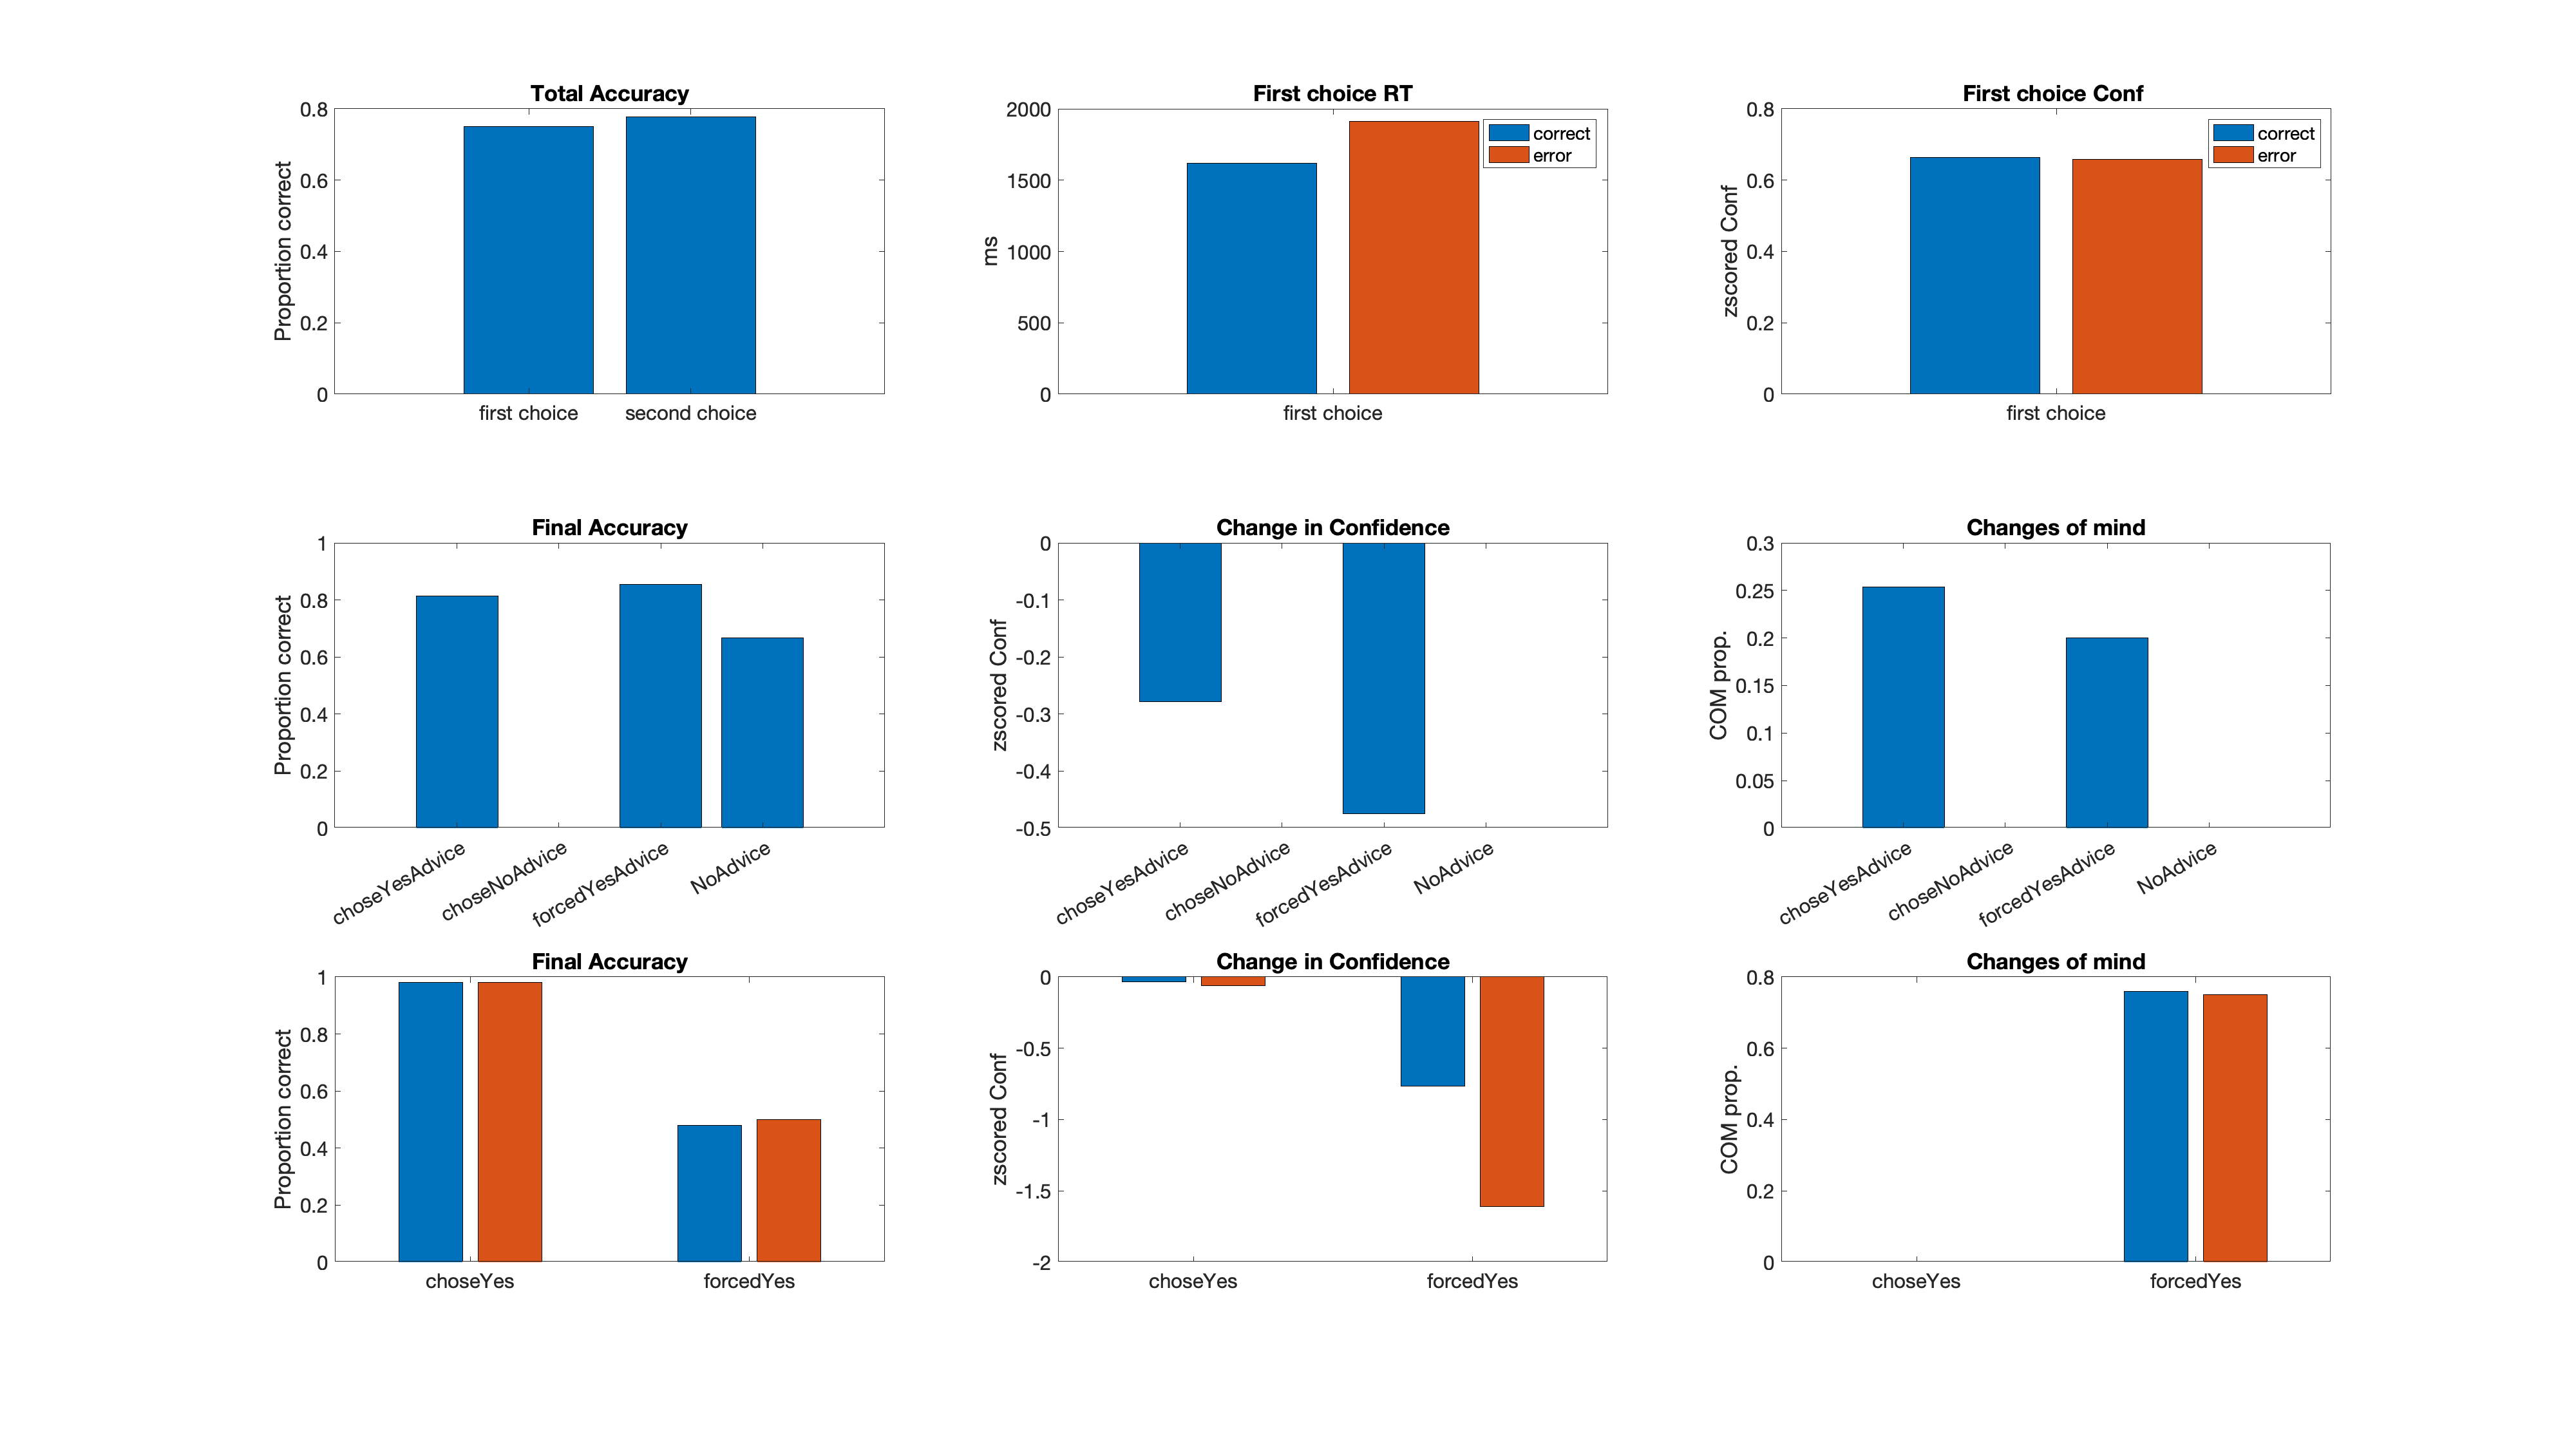 Total Accuracy
Proportion correct
0.8
0.6
0.4
0.2
0
first choice
second choice
First choice RT
ms
2000
1500
1000
500
0
correct
error
first choice
First choice Conf
zscored Conf
0.8
0.6
0.4
0.2
0
correct
error
first choice
Final Accuracy
Proportion correct
1
0.8
0.6
0.4
0.2
0
choseYesAdvice
choseNoAdvice
forcedYesAdvice
NoAdvice
Change in Confidence
zscored Conf
0
-0.1
-0.2
-0.3
-0.4
-0.5
choseYesAdvice
choseNoAdvice
forcedYesAdvice
NoAdvice
Changes of mind
COM prop.
0.3
0.25
0.2
0.15
0.1
0.05
0
choseYesAdvice
choseNoAdvice
forcedYesAdvice
NoAdvice
Final Accuracy
Proportion correct
1
0.8
0.6
0.4
0.2
0
choseYes
forcedYes
Change in Confidence
zscored Conf
0
-0.5
-1
-1.5
-2
choseYes
forcedYes
Changes of mind
COM prop.
0.8
0.6
0.4
0.2
0
choseYes
forcedYes